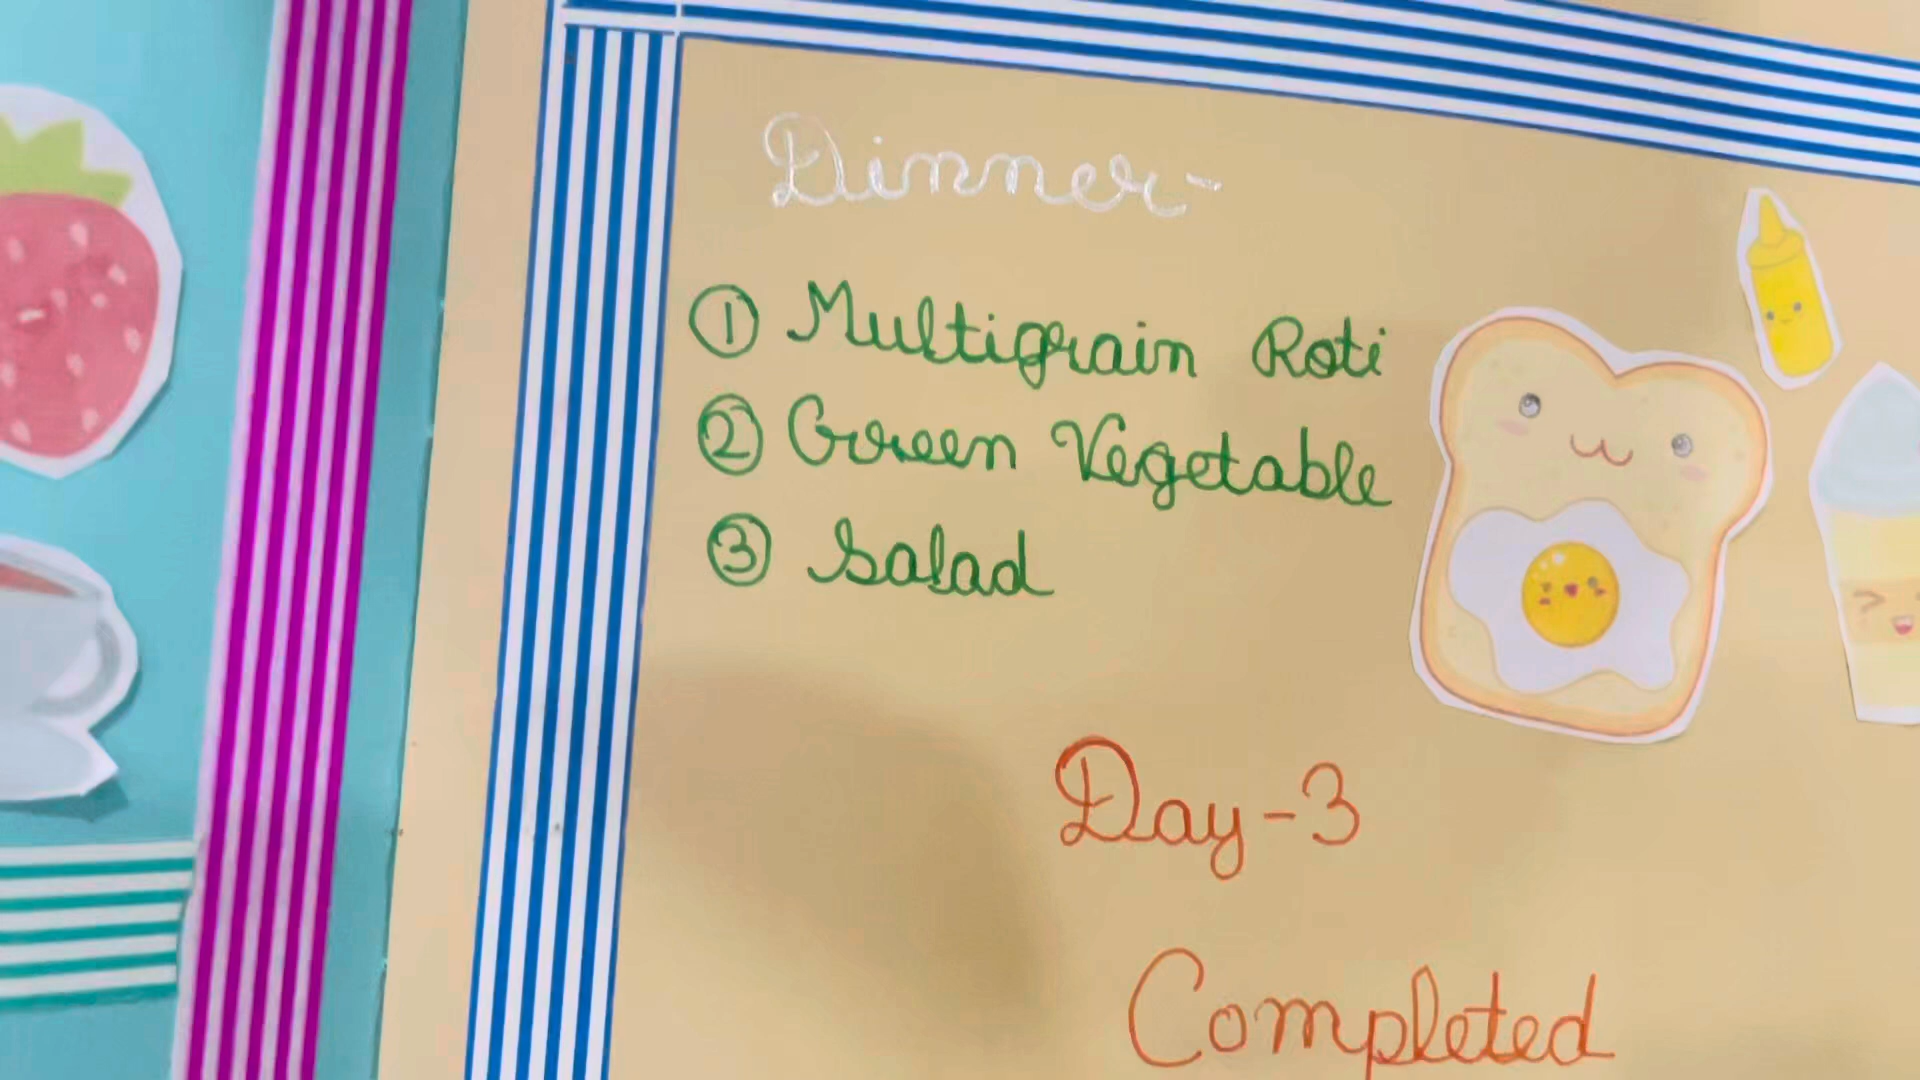 Dinner-
① Multigrain Roti
② Green Vegetable
③ Salad
Day-3
Completed